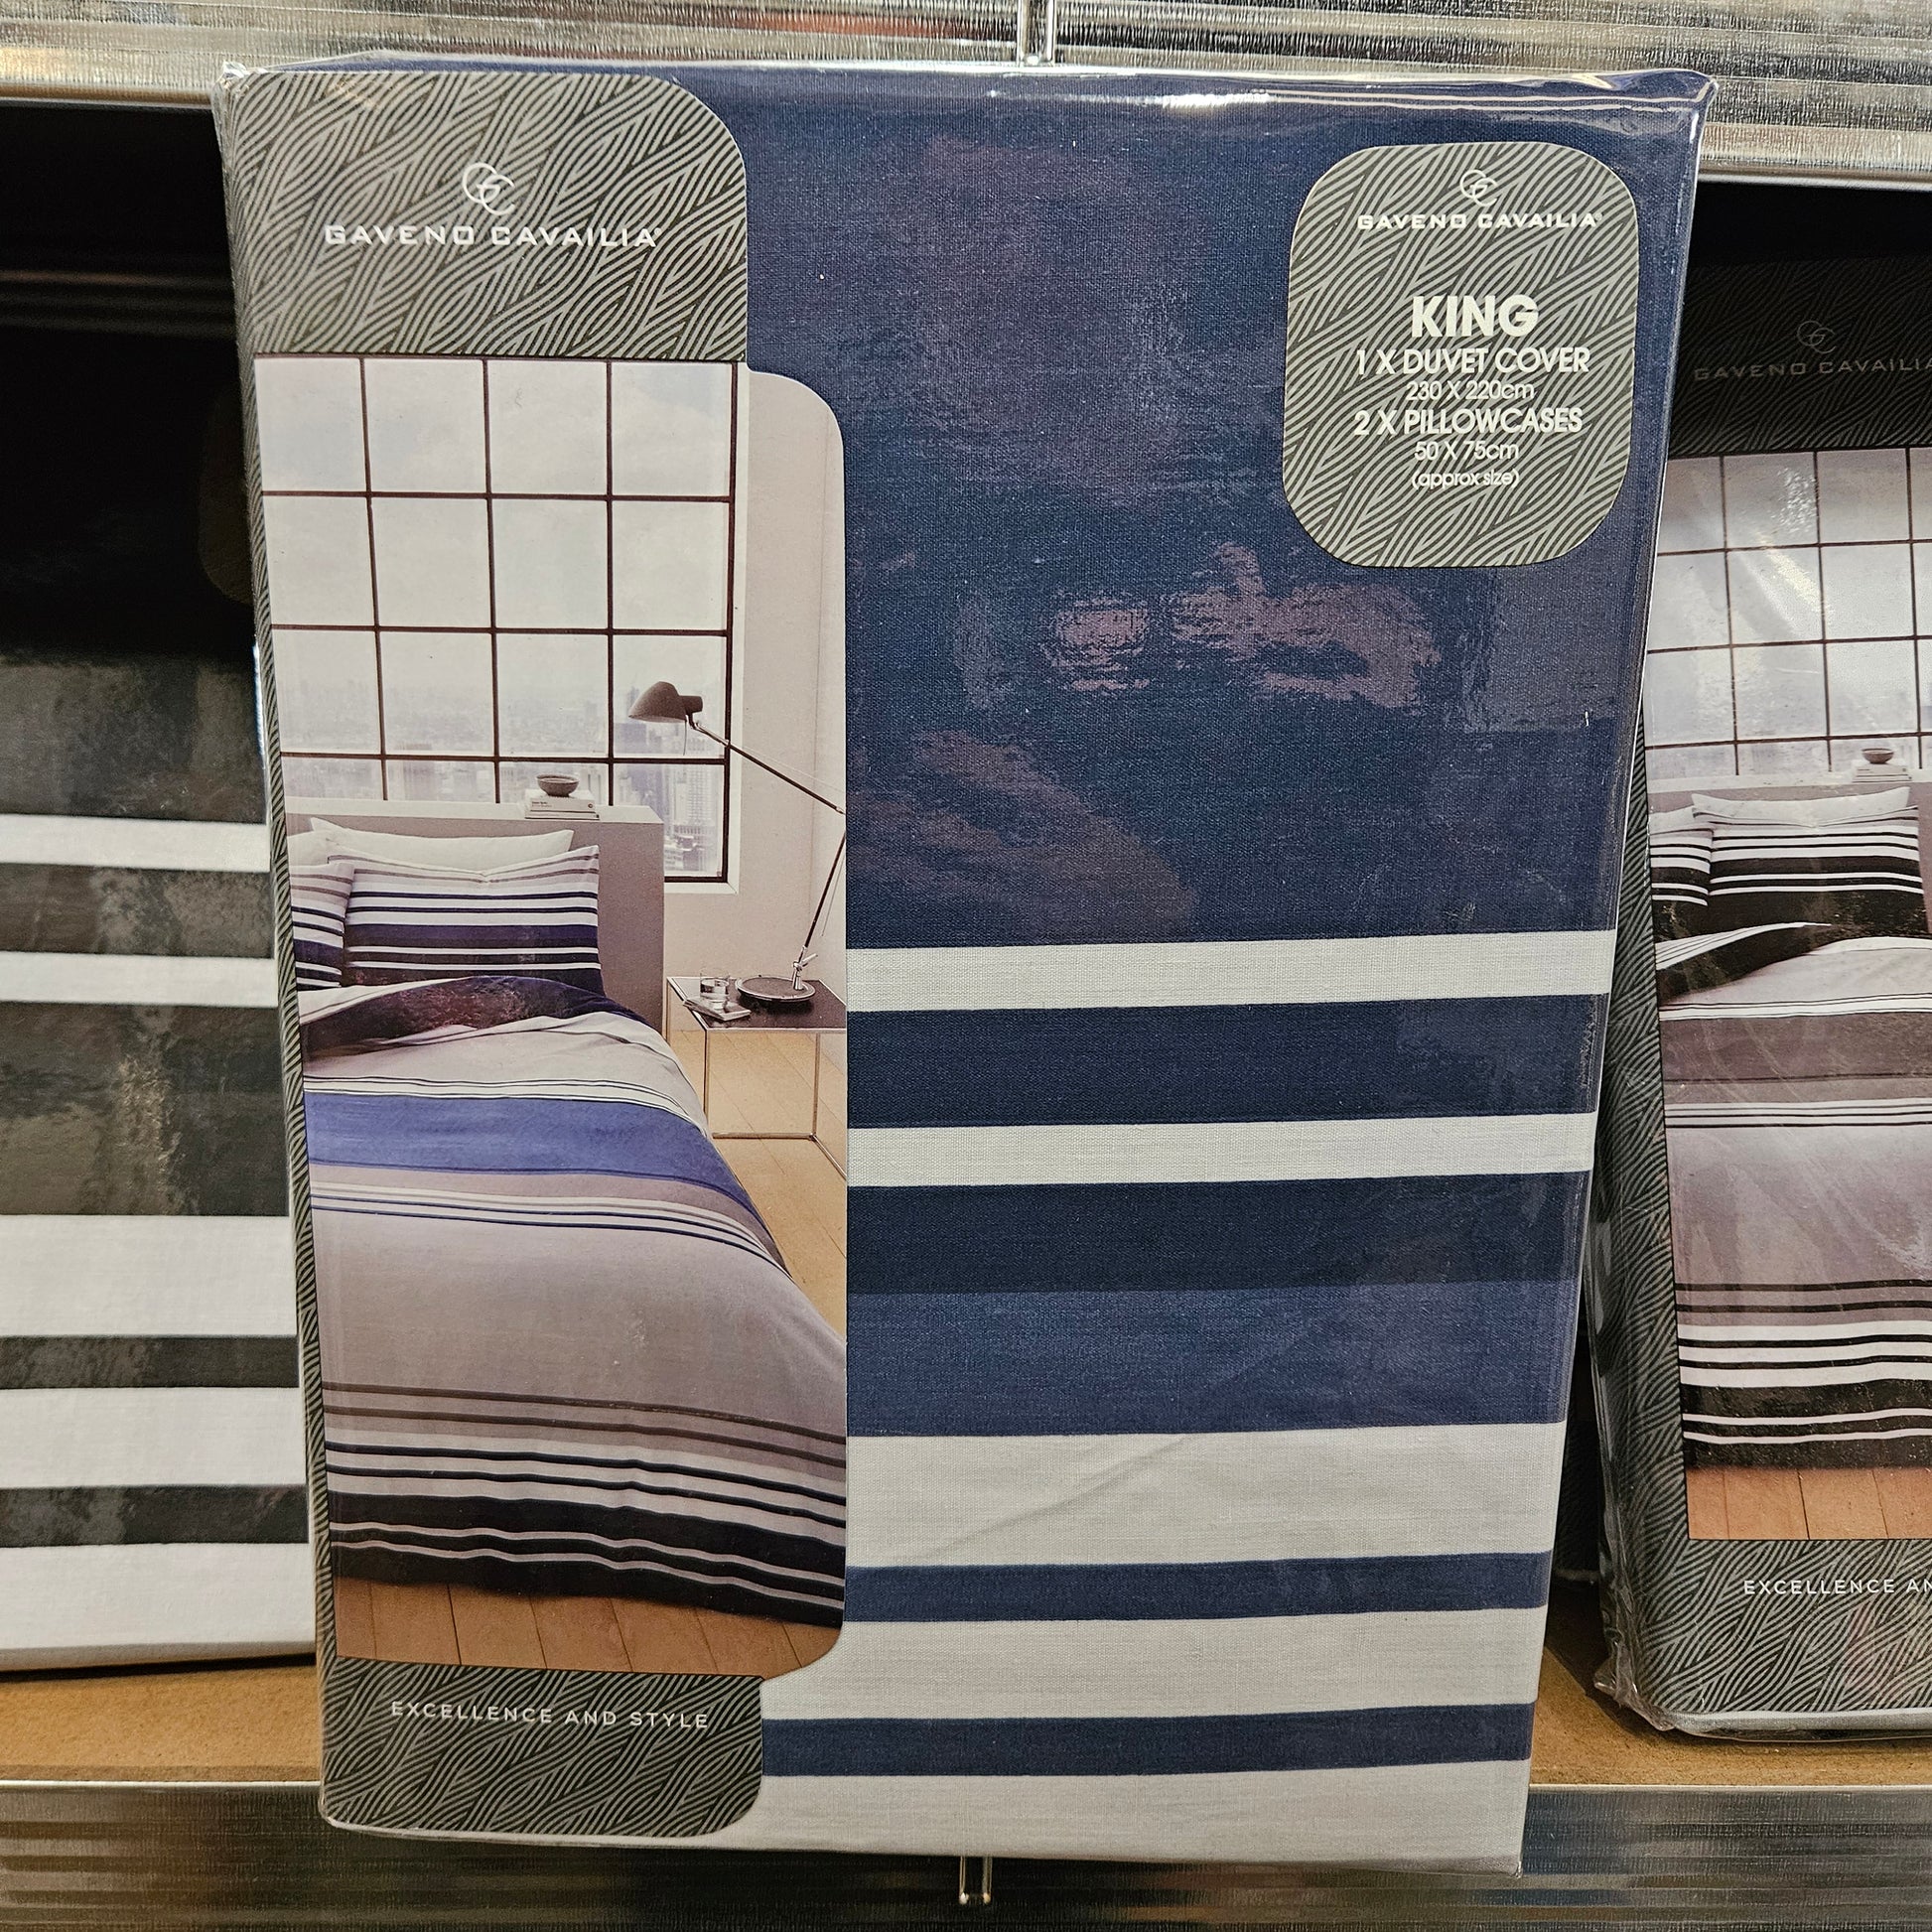 GAVENO CAVAILIA®
GAVENO CAVAILIA®
KING
1 X DUVET COVER
230 X 220cm
2 X PILLOWCASES
50 X 75cm
(approx size)
EXCELLENCE AND STYLE
GAVENO CAVAILIA
EXCELLENCE AN